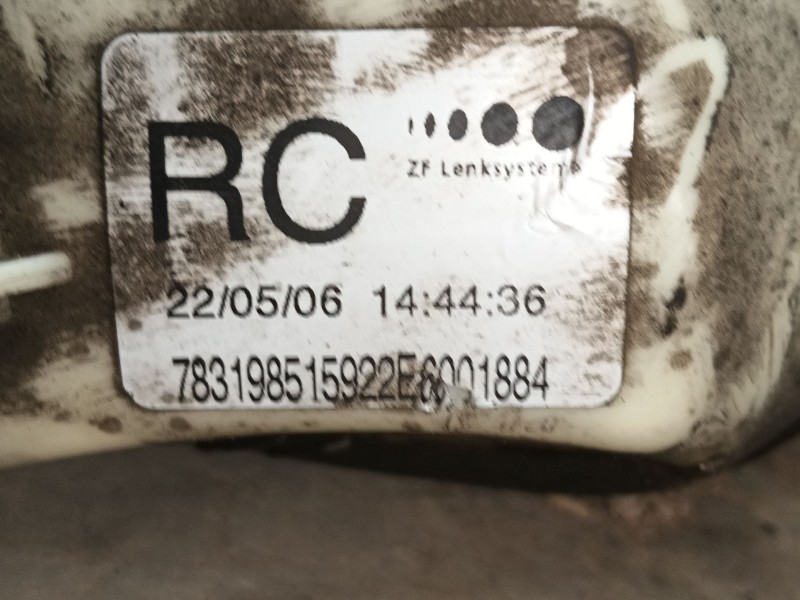 RC
ZF Lenksysteme
22/05/06 14:44:36
783198515922E6001884